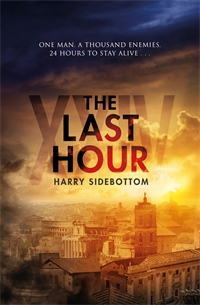 ONE MAN. A THOUSAND ENEMIES.
24 HOURS TO STAY ALIVE . . .
XXIV
THE
LAST
HOUR
HARRY SIDEBOTTOM